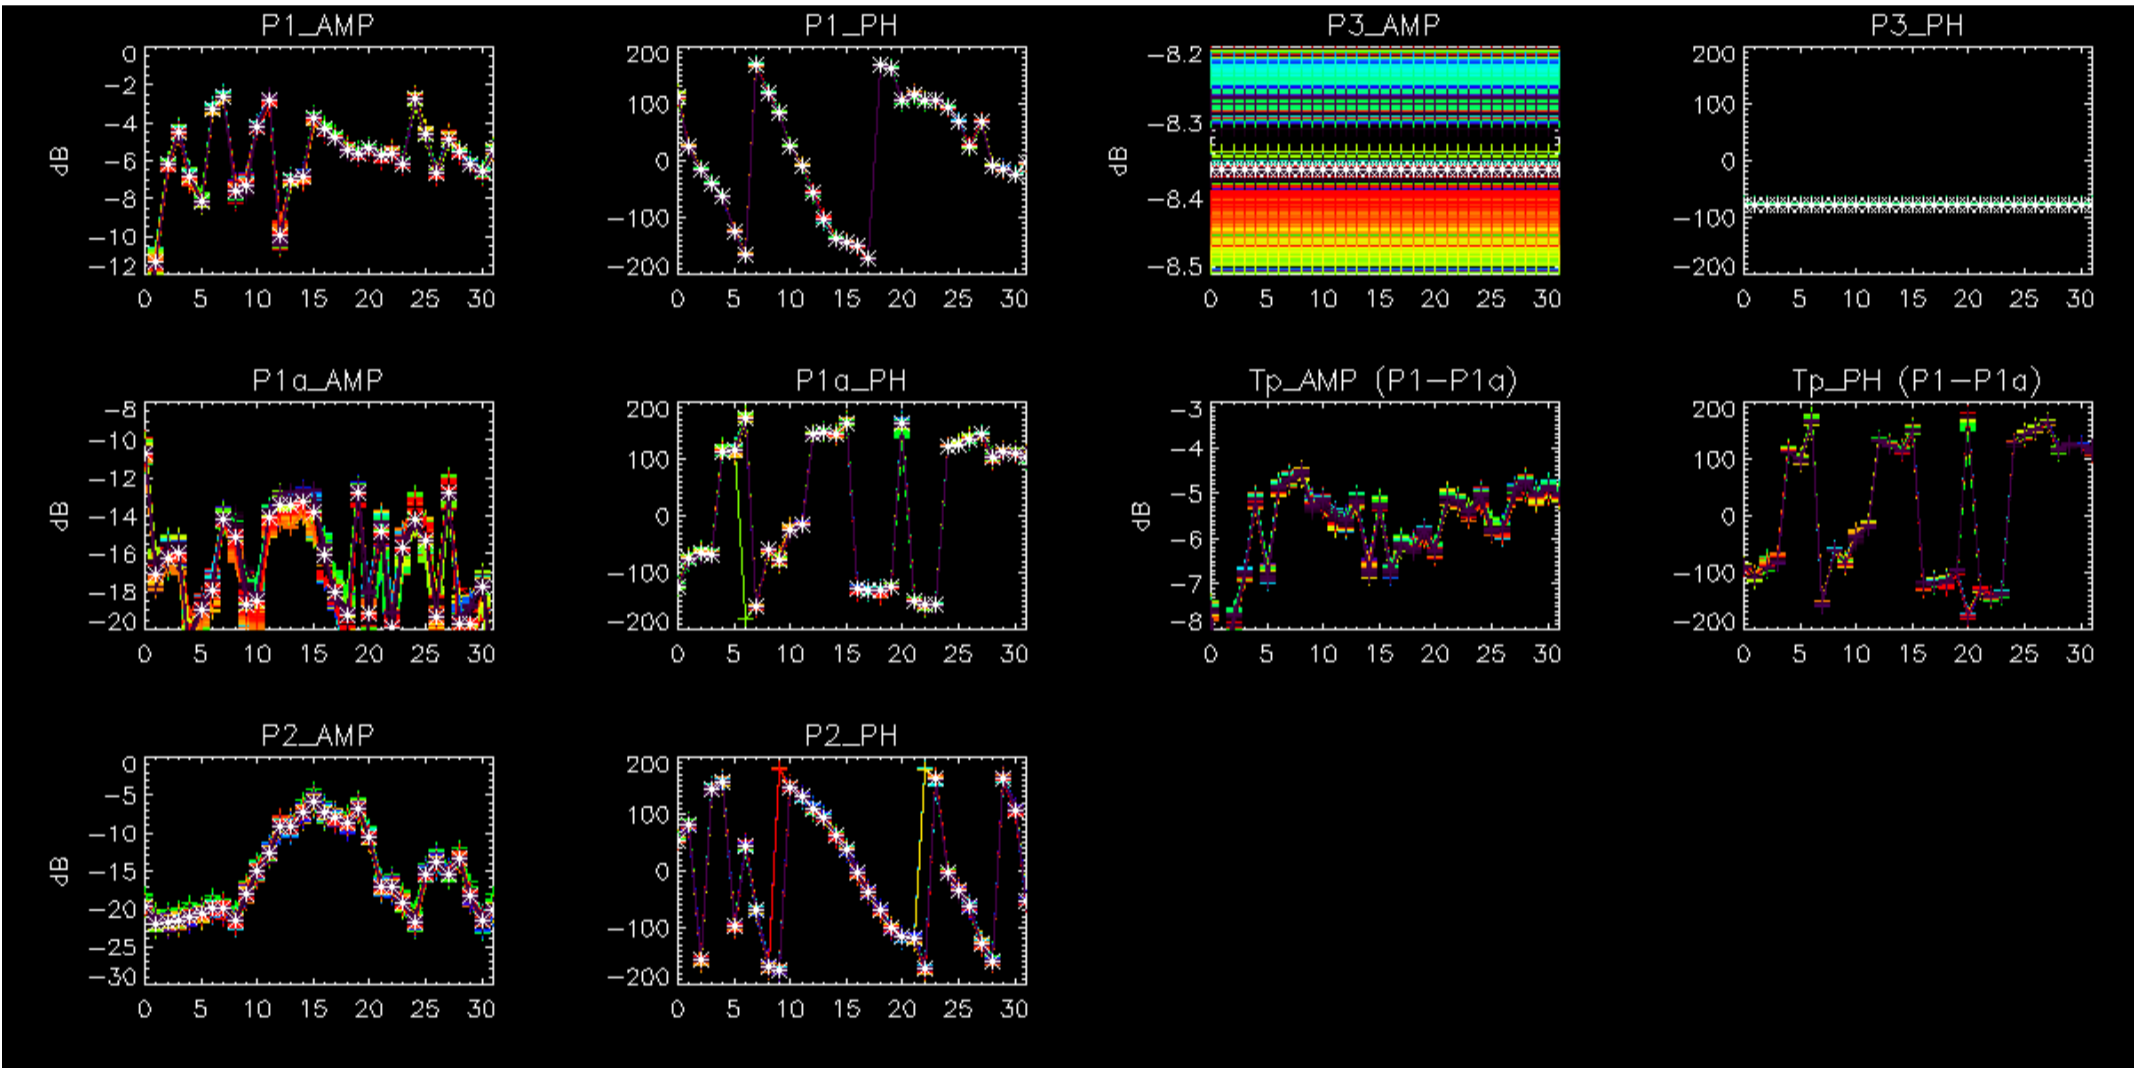 P1_AMP
P1_PH
P3_AMP
P3_PH
0
−2
−4
−6
−8
−10
−12
dB
0 5 10 15 20 25 30
200
100
0
−100
−200
0 5 10 15 20 25 30
−8.2
−8.3
−8.4
−8.5
dB
0 5 10 15 20 25 30
200
100
0
−100
−200
0 5 10 15 20 25 30
P1a_AMP
P1a_PH
Tp_AMP (P1−P1a)
Tp_PH (P1−P1a)
−8
−10
−12
−14
−16
−18
−20
dB
0 5 10 15 20 25 30
200
100
0
−100
−200
0 5 10 15 20 25 30
−3
−4
−5
−6
−7
−8
dB
0 5 10 15 20 25 30
200
100
0
−100
−200
0 5 10 15 20 25 30
P2_AMP
P2_PH
0
−5
−10
−15
−20
−25
−30
dB
0 5 10 15 20 25 30
200
100
0
−100
−200
0 5 10 15 20 25 30